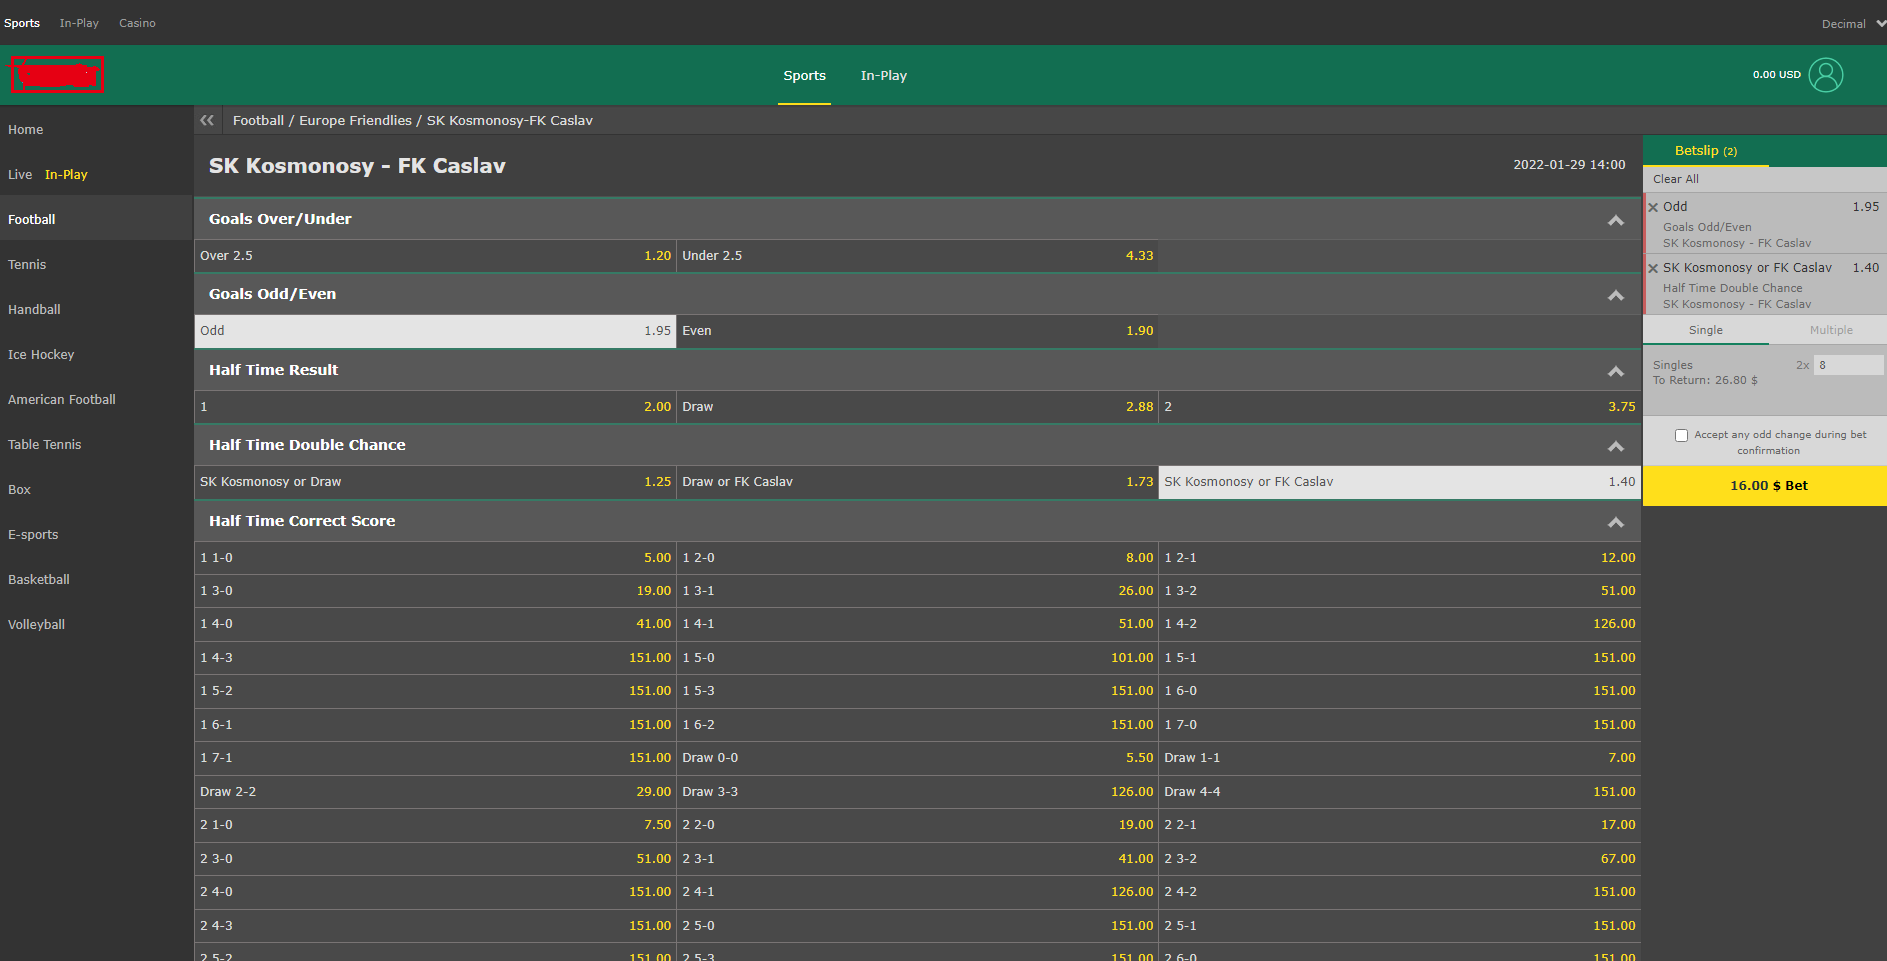 Sports In-Play Casino Decimal
Sports In-Play 0.00 USD
Home
Live In-Play
Football
Tennis
Handball
Ice Hockey
American Football
Table Tennis
Box
E-sports
Basketball
Volleyball
Football / Europe Friendlies / SK Kosmonosy-FK Caslav
SK Kosmonosy - FK Caslav 2022-01-29 14:00
Goals Over/Under
Over 2.5 1.20 Under 2.5 4.33
Goals Odd/Even
Odd 1.95 Even 1.90
Half Time Result
1 2.00 Draw 2.88 2 3.75
Half Time Double Chance
SK Kosmonosy or Draw 1.25 Draw or FK Caslav 1.73 SK Kosmonosy or FK Caslav 1.40
Half Time Correct Score
1 1-0 5.00 1 2-0 8.00 1 2-1 12.00
1 3-0 19.00 1 3-1 26.00 1 3-2 51.00
1 4-0 41.00 1 4-1 51.00 1 4-2 126.00
1 4-3 151.00 1 5-0 101.00 1 5-1 151.00
1 5-2 151.00 1 5-3 151.00 1 6-0 151.00
1 6-1 151.00 1 6-2 151.00 1 7-0 151.00
1 7-1 151.00 Draw 0-0 5.50 Draw 1-1 7.00
Draw 2-2 29.00 Draw 3-3 126.00 Draw 4-4 151.00
2 1-0 7.50 2 2-0 19.00 2 2-1 17.00
2 3-0 51.00 2 3-1 41.00 2 3-2 67.00
2 4-0 151.00 2 4-1 126.00 2 4-2 151.00
2 4-3 151.00 2 5-0 151.00 2 5-1 151.00
2 5-2 151.00 2 5-3 151.00 2 6-0 151.00
Betslip (2)
Clear All
Odd 1.95
Goals Odd/Even
SK Kosmonosy - FK Caslav
SK Kosmonosy or FK Caslav 1.40
Half Time Double Chance
SK Kosmonosy - FK Caslav
Single Multiple
Singles 2x 8
To Return: 26.80 $
Accept any odd change during bet
confirmation
16.00 $ Bet